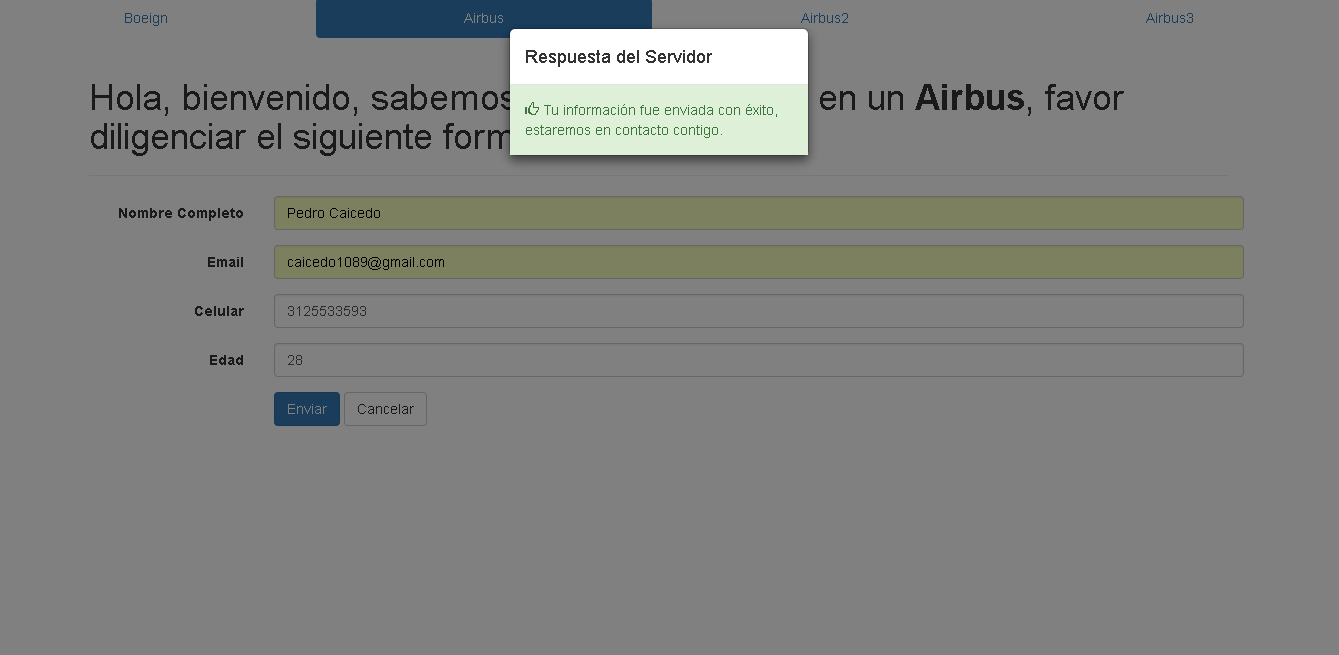 Boeign Airbus Airbus2 Airbus3
Respuesta del Servidor
Tu información fue enviada con éxito,
estaremos en contacto contigo.
Hola, bienvenido, sabemos en un Airbus, favor
diligenciar el siguiente form
Nombre Completo Pedro Caicedo
Email caicedo1089@gmail.com
Celular 3125533593
Edad 28
Enviar Cancelar